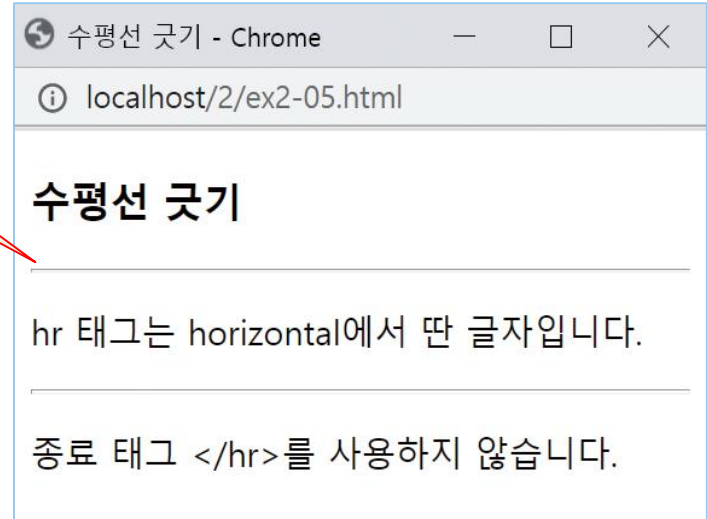 수평선 긋기 - Chrome
localhost/2/ex2-05.html
수평선 긋기
hr 태그는 horizontal에서 딴 글자입니다.
종료 태그 </hr>를 사용하지 않습니다.